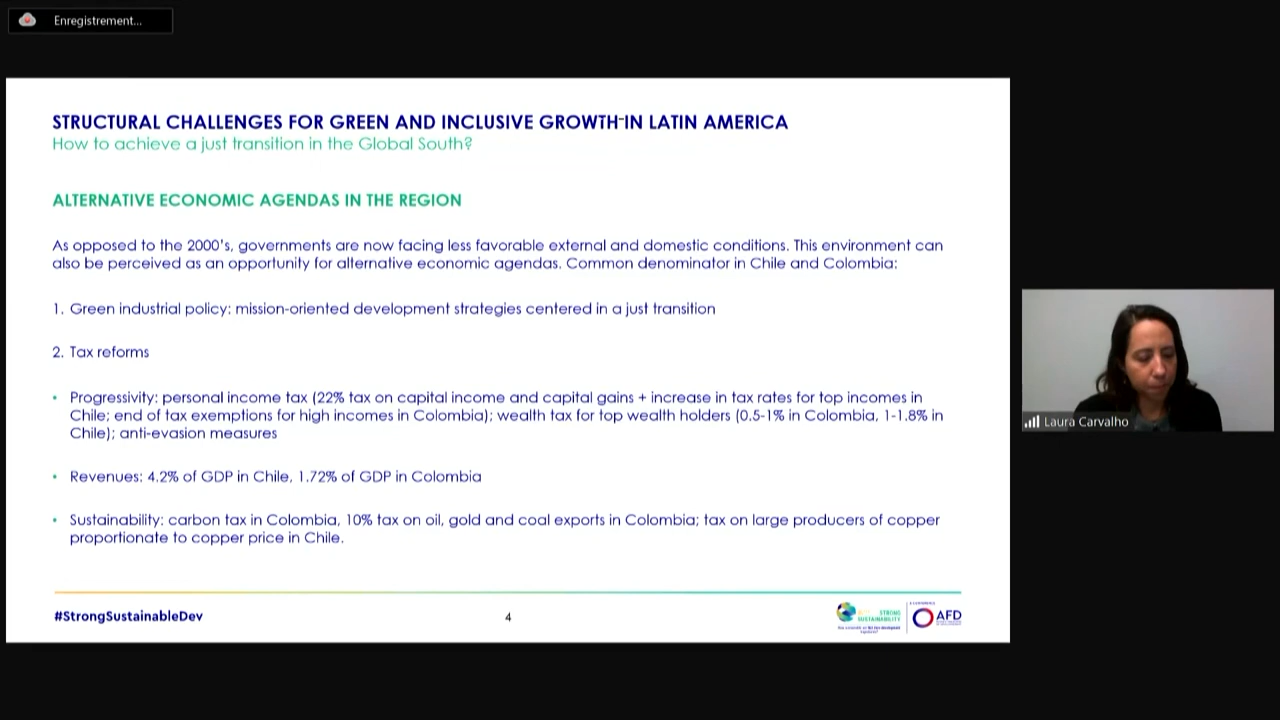 Enregistrement...
STRUCTURAL CHALLENGES FOR GREEN AND INCLUSIVE GROWTH IN LATIN AMERICA
How to achieve a just transition in the Global South?
ALTERNATIVE ECONOMIC AGENDAS IN THE REGION
As opposed to the 2000's, governments are now facing less favorable external and domestic conditions. This environment can
also be perceived as an opportunity for alternative economic agendas. Common denominator in Chile and Colombia:
1. Green industrial policy: mission-oriented development strategies centered in a just transition
2. Tax reforms
• Progressivity: personal income tax (22% tax on capital income and capital gains + increase in tax rates for top incomes in
Chile; end of tax exemptions for high incomes in Colombia); wealth tax for top wealth holders (0.5-1% in Colombia, 1-1.8% in
Chile); anti-evasion measures
• Revenues: 4.2% of GDP in Chile, 1.72% of GDP in Colombia
• Sustainability: carbon tax in Colombia, 10% tax on oil, gold and coal exports in Colombia; tax on large producers of copper
proportionate to copper price in Chile.
Laura Carvalho
#StrongSustainableDev
4
STRONG
SUSTAINABILITY
AFD